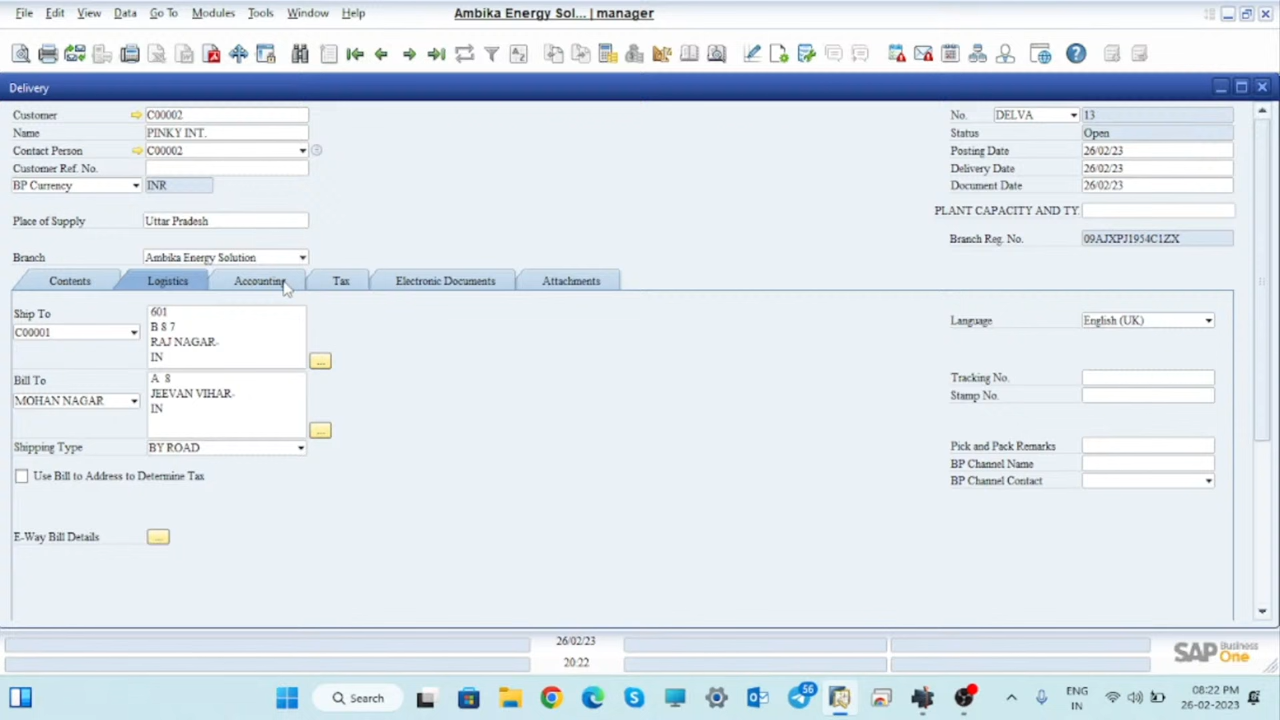 File Edit View Data Go To Modules Tools Window Help Ambika Energy Sol... | manager
Delivery
Customer C00002
Name PINKY INT.
Contact Person C00002
Customer Ref. No.
BP Currency INR
Place of Supply Uttar Pradesh
Branch Ambika Energy Solution
No. DELVA 13
Status Open
Posting Date 26/02/23
Delivery Date 26/02/23
Document Date 26/02/23
PLANT CAPACITY AND TY
Branch Reg. No. 09AJXPJ1954C1ZX
Contents Logistics Accounting Tax Electronic Documents Attachments
Ship To
C00001
601
B 8 7
RAJ NAGAR-
IN
...
Bill To
MOHAN NAGAR
A 8
JEEVAN VIHAR-
IN
...
Shipping Type BY ROAD
Use Bill to Address to Determine Tax
E-Way Bill Details ...
Language English (UK)
Tracking No.
Stamp No.
Pick and Pack Remarks
BP Channel Name
BP Channel Contact
26/02/23
20:22
SAP Business One
Search
56
ENG
IN
08:22 PM
26-02-2023